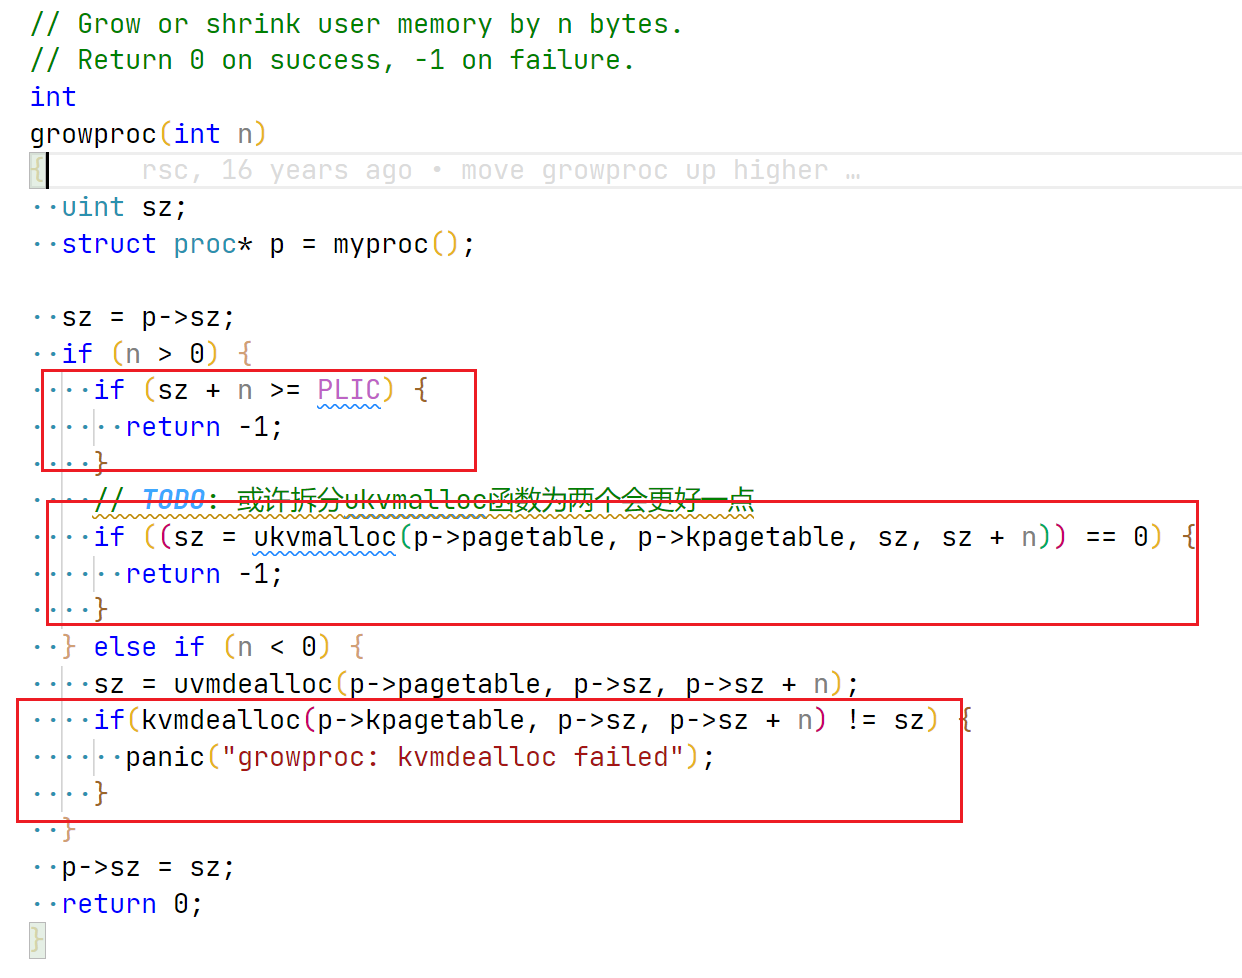 // Grow or shrink user memory by n bytes.
// Return 0 on success, -1 on failure.
int
growproc(int n)
{      rsc, 16 years ago • move growproc up higher …
··uint sz;
··struct proc* p = myproc();
··sz = p->sz;
··if (n > 0) {
····if (sz + n >= PLIC) {
······return -1;
····}
····// TODO: 或许拆分ukvmalloc函数为两个会更好一点
····if ((sz = ukvmalloc(p->pagetable, p->kpagetable, sz, sz + n)) == 0) {
······return -1;
····}
··} else if (n < 0) {
····sz = uvmdealloc(p->pagetable, p->sz, p->sz + n);
····if(kvmdealloc(p->kpagetable, p->sz, p->sz + n) != sz) {
······panic("growproc: kvmdealloc failed");
····}
··}
··p->sz = sz;
··return 0;
}